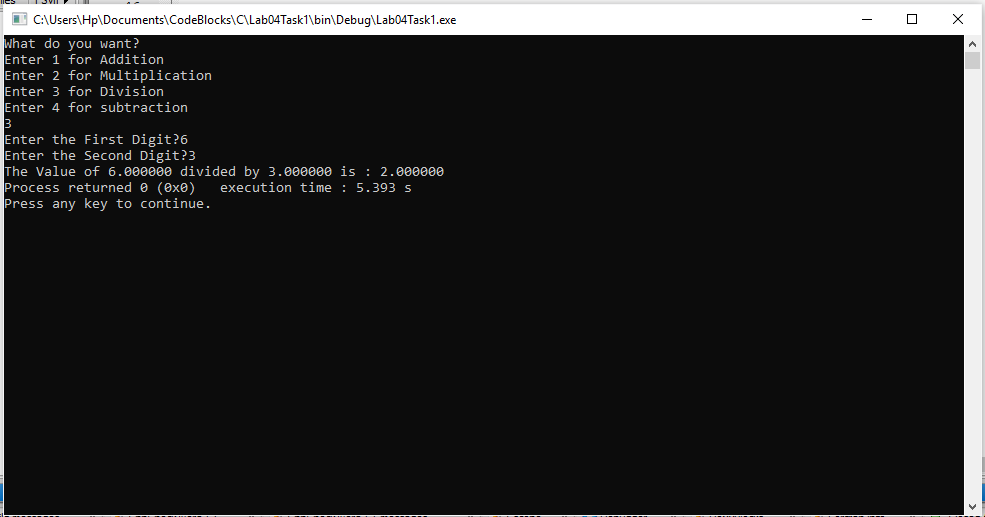 C:\Users\Hp\Documents\CodeBlocks\C\Lab04Task1\bin\Debug\Lab04Task1.exe
What do you want?
Enter 1 for Addition
Enter 2 for Multiplication
Enter 3 for Division
Enter 4 for subtraction
3
Enter the First Digit?6
Enter the Second Digit?3
The Value of 6.000000 divided by 3.000000 is : 2.000000
Process returned 0 (0x0)   execution time : 5.393 s
Press any key to continue.